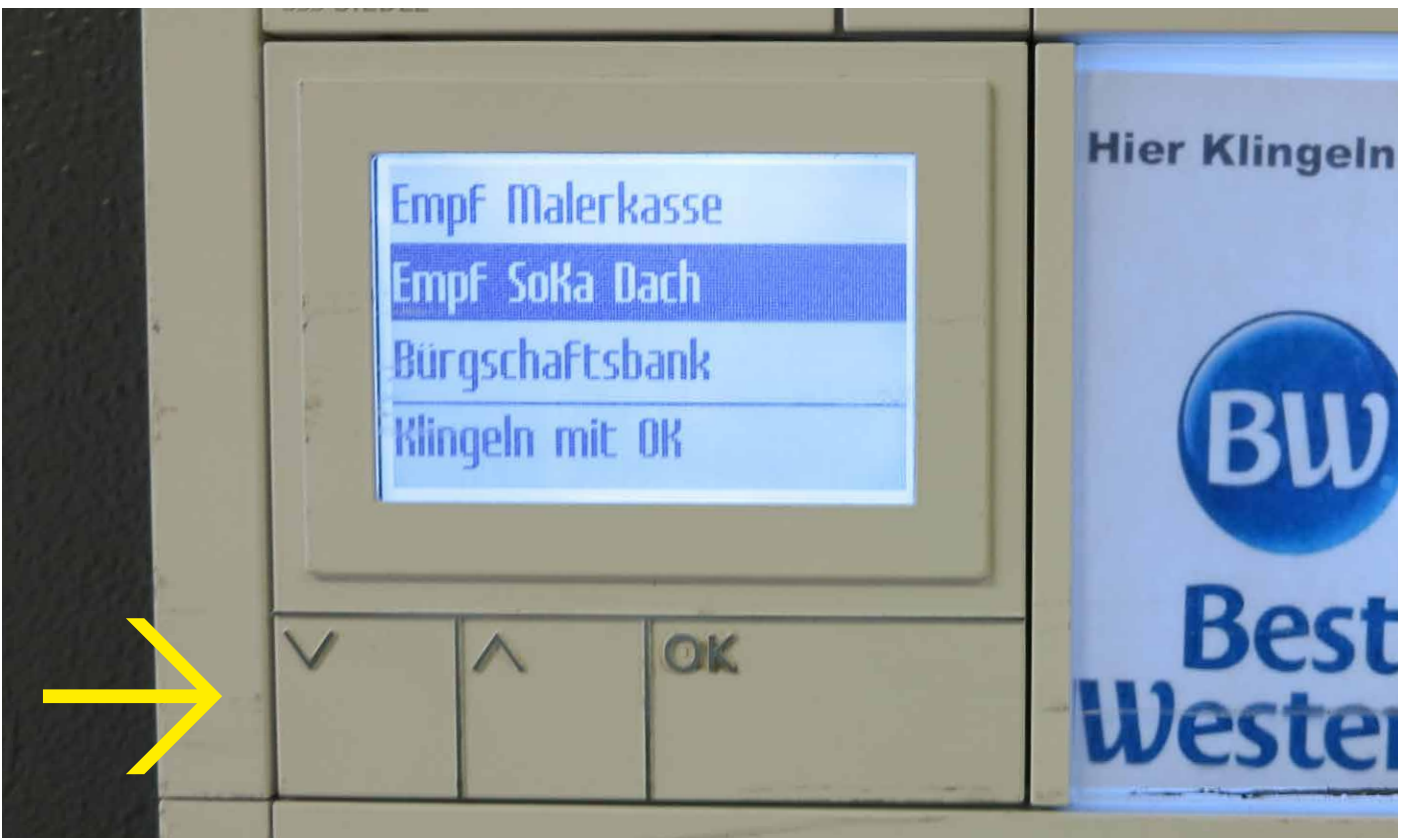 Empf Malerkasse
Empf SoKa Dach
Bürgschaftsbank
Klingeln mit OK
OK
Hier Klingeln
BW
Best
Wester